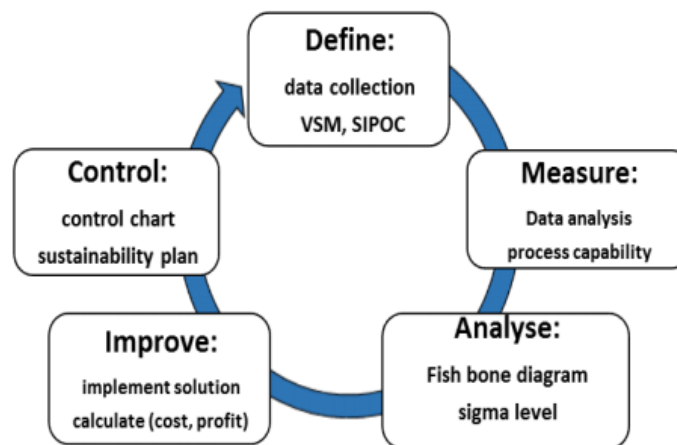 Define:
data collection
VSM, SIPOC
Measure:
Data analysis
process capability
Analyse:
Fish bone diagram
sigma level
Improve:
implement solution
calculate (cost, profit)
Control:
control chart
sustainability plan